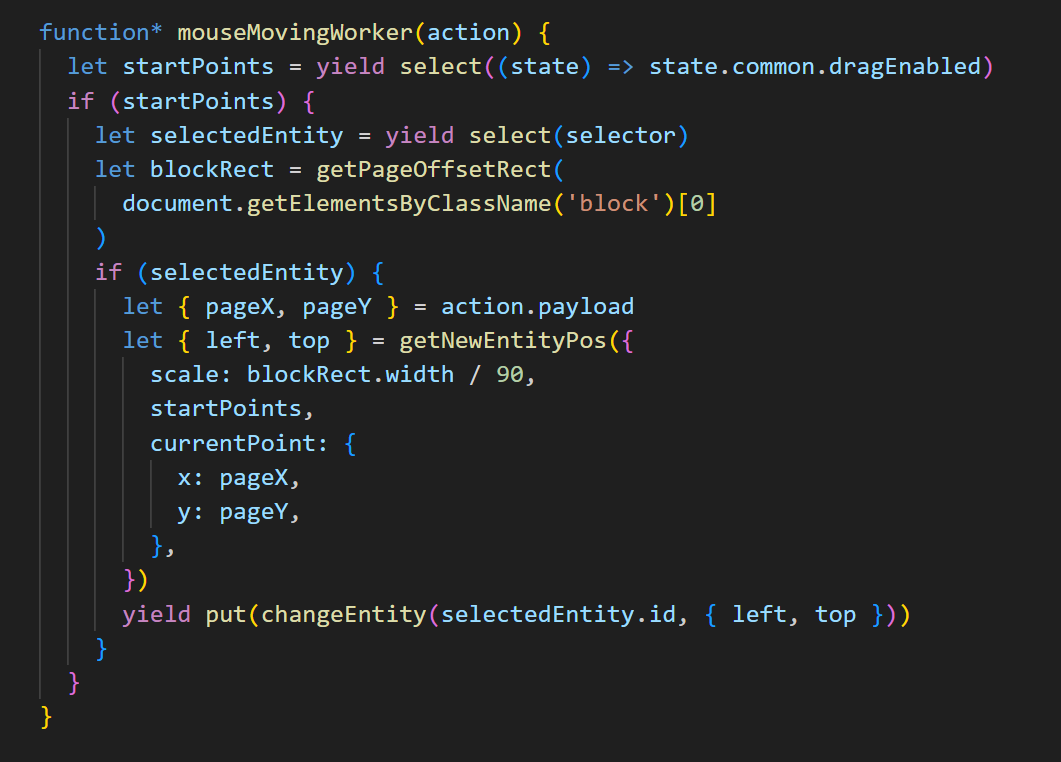 function* mouseMovingWorker(action) {
  let startPoints = yield select((state) => state.common.dragEnabled)
  if (startPoints) {
    let selectedEntity = yield select(selector)
    let blockRect = getPageOffsetRect(
      document.getElementsByClassName('block')[0]
    )
    if (selectedEntity) {
      let { pageX, pageY } = action.payload
      let { left, top } = getNewEntityPos({
        scale: blockRect.width / 90,
        startPoints,
        currentPoint: {
          x: pageX,
          y: pageY,
        },
      })
      yield put(changeEntity(selectedEntity.id, { left, top }))
    }
  }
}